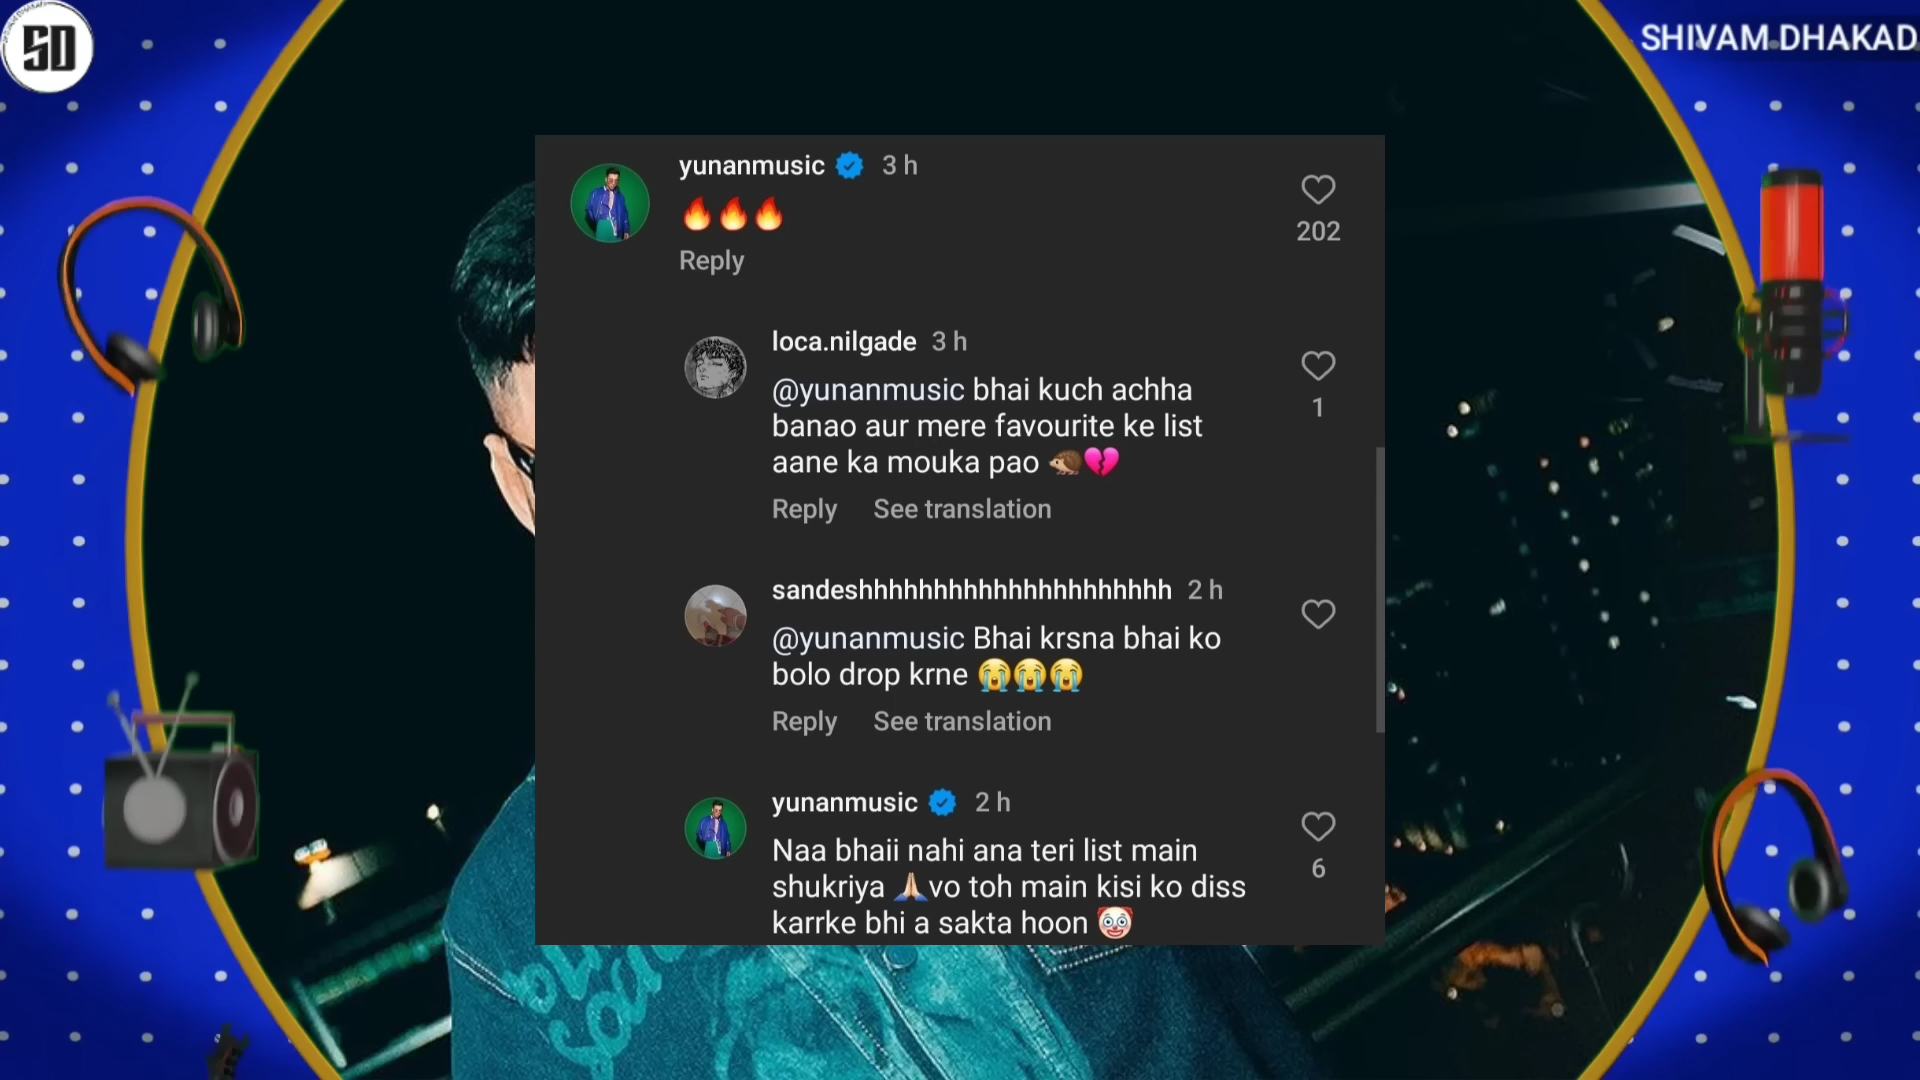 SD
SHIVAM DHAKAD
yunanmusic 3 h
🔥🔥🔥
202
Reply
loca.nilgade 3 h
@yunanmusic bhai kuch achha
banao aur mere favourite ke list
aane ka mouka pao 🦔💔
1
Reply See translation
sandeshhhhhhhhhhhhhhhhhhhhh 2 h
@yunanmusic Bhai krsna bhai ko
bolo drop krne 😭😭😭
Reply See translation
yunanmusic 2 h
Naa bhaii nahi ana teri list main
shukriya 🙏🏻vo toh main kisi ko diss
karrke bhi a sakta hoon 🤡
6